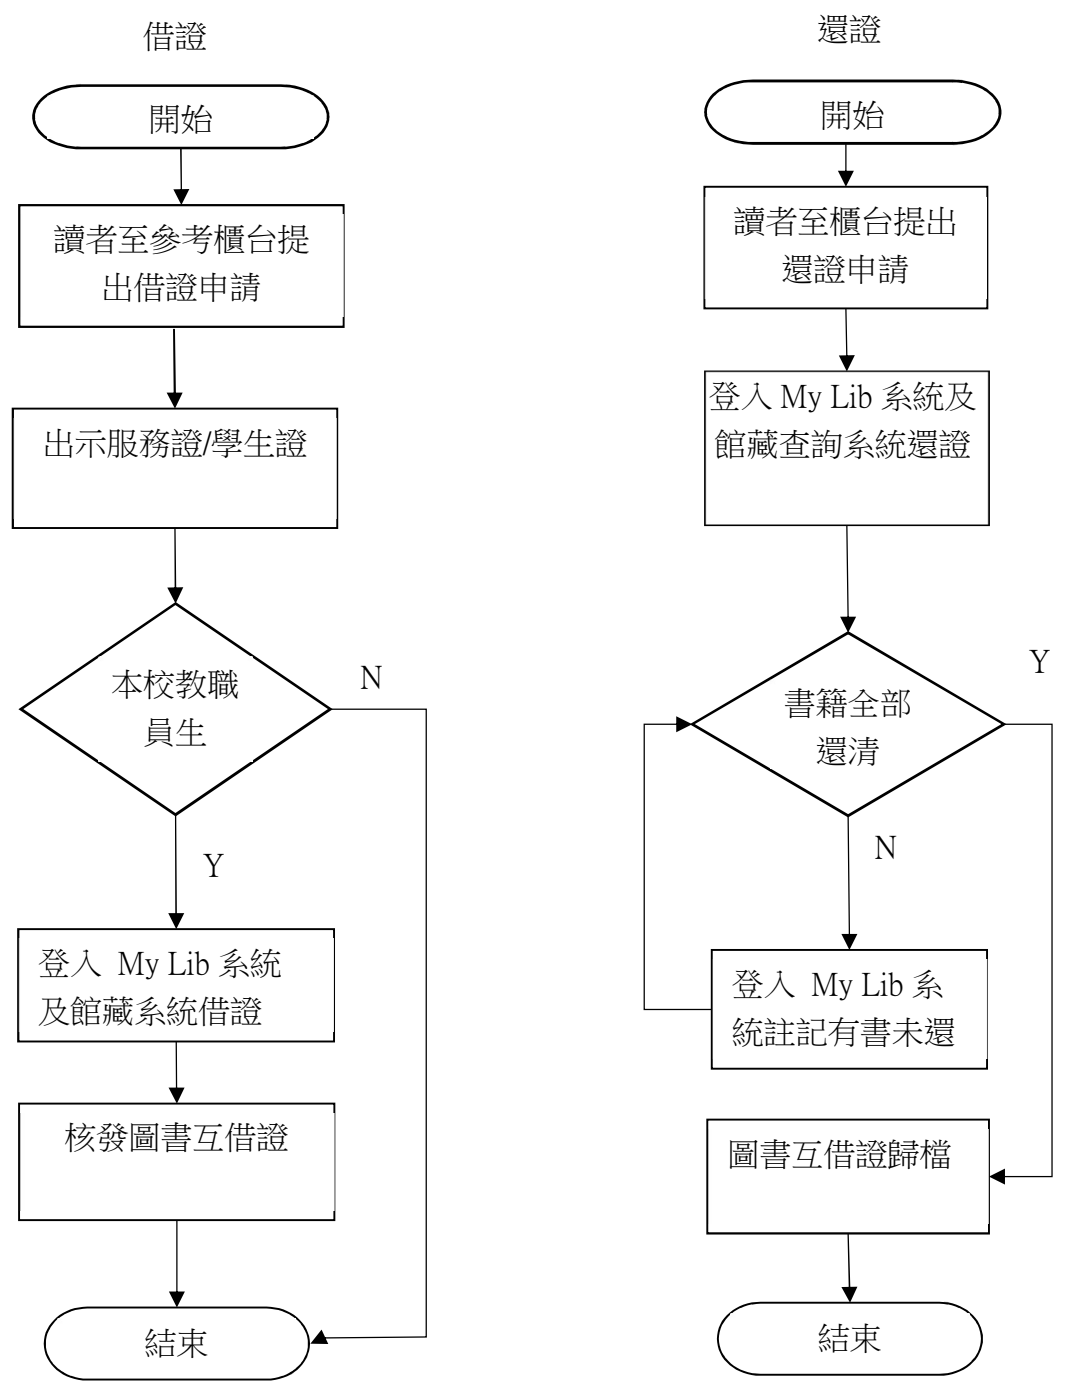 借證
開始
讀者至參考櫃台提
出借證申請
出示服務證/學生證
本校教職
員生
N
Y
登入 My Lib 系統
及館藏系統借證
核發圖書互借證
結束
還證
開始
讀者至櫃台提出
還證申請
登入 My Lib 系統及
館藏查詢系統還證
書籍全部
還清
Y
N
登入 My Lib 系
統註記有書未還
圖書互借證歸檔
結束